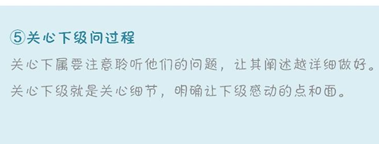 ⑤关心下级问过程
关心下属要注意聆听他们的问题，让其阐述越详细做好。
关心下级就是关心细节，明确让下级感动的点和面。